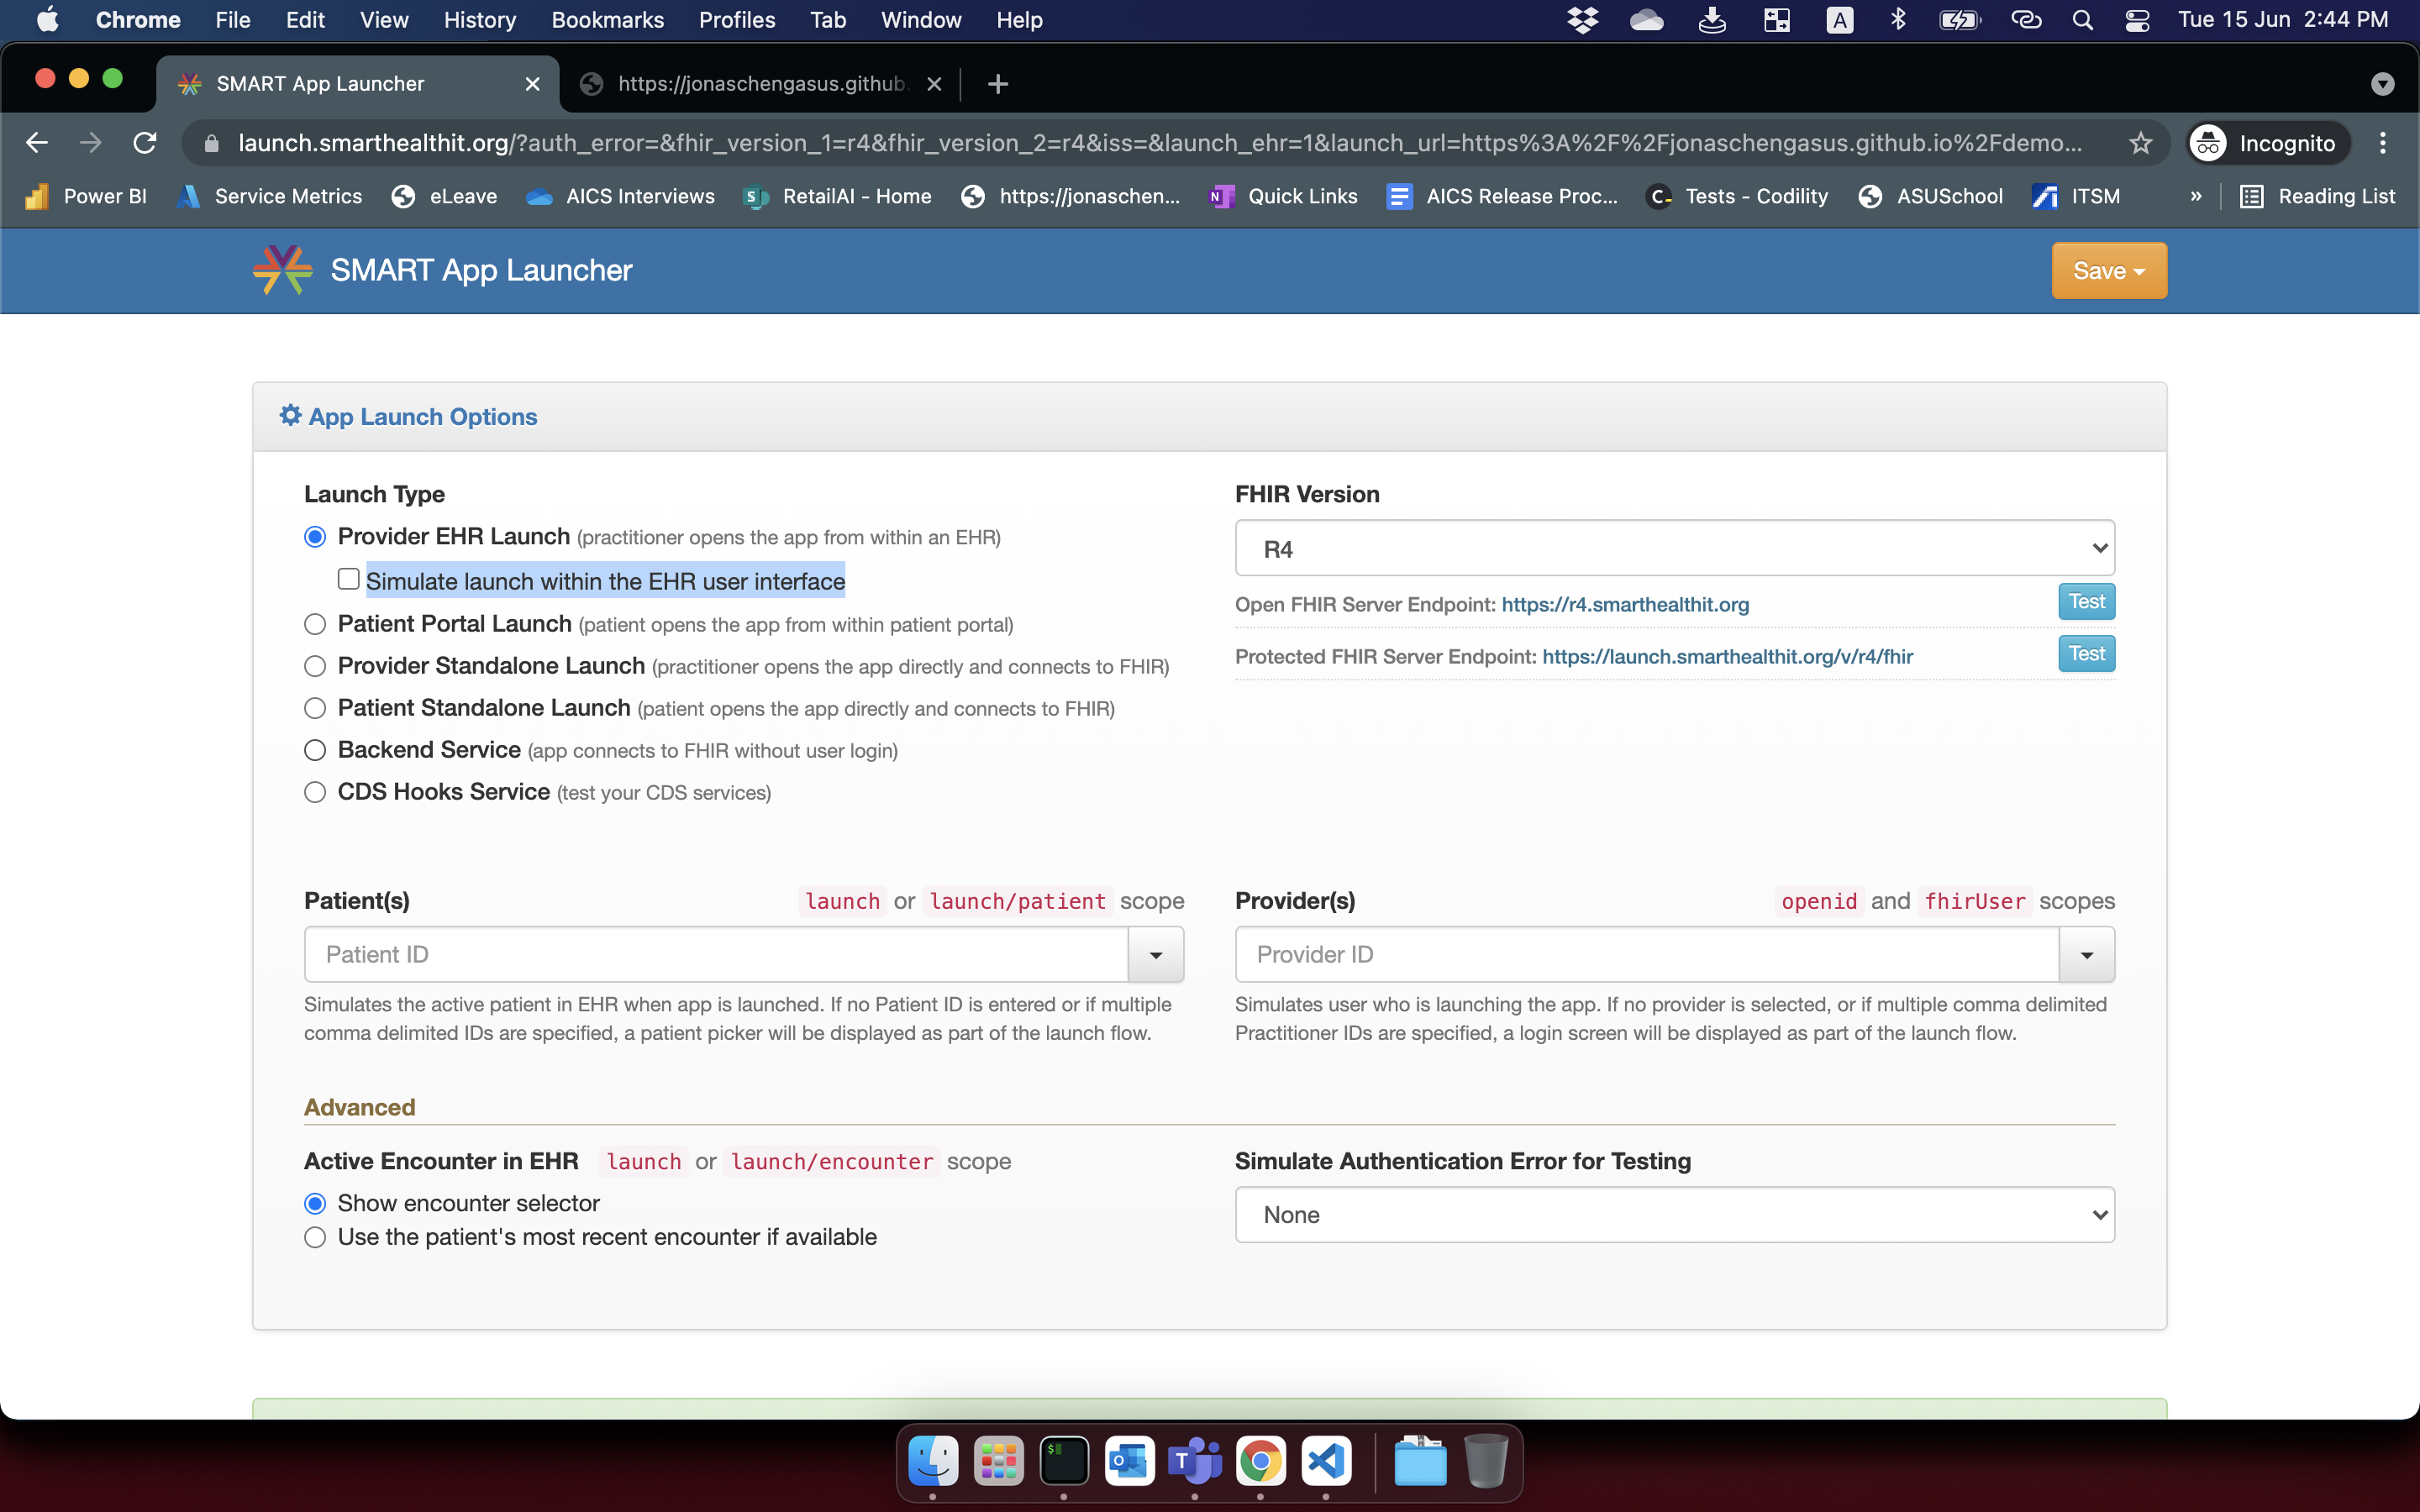 Chrome File Edit View History Bookmarks Profiles Tab Window Help A Tue 15 Jun 2:44 PM
SMART App Launcher https://jonaschengasus.github.
launch.smarthealthit.org/?auth_error=&fhir_version_1=r4&fhir_version_2=r4&iss=&launch_ehr=1&launch_url=https%3A%2F%2Fjonaschengasus.github.io%2Fdemo... Incognito
Power BI Service Metrics eLeave AICS Interviews RetailAI - Home https://jonaschen... Quick Links AICS Release Proc... Tests - Codility ASUSchool ITSM » Reading List
SMART App Launcher Save
App Launch Options
Launch Type
Provider EHR Launch (practitioner opens the app from within an EHR)
Simulate launch within the EHR user interface
Patient Portal Launch (patient opens the app from within patient portal)
Provider Standalone Launch (practitioner opens the app directly and connects to FHIR)
Patient Standalone Launch (patient opens the app directly and connects to FHIR)
Backend Service (app connects to FHIR without user login)
CDS Hooks Service (test your CDS services)
FHIR Version
R4
Open FHIR Server Endpoint: https://r4.smarthealthit.org Test
Protected FHIR Server Endpoint: https://launch.smarthealthit.org/v/r4/fhir Test
Patient(s) launch or launch/patient scope
Patient ID
Simulates the active patient in EHR when app is launched. If no Patient ID is entered or if multiple
comma delimited IDs are specified, a patient picker will be displayed as part of the launch flow.
Provider(s) openid and fhirUser scopes
Provider ID
Simulates user who is launching the app. If no provider is selected, or if multiple comma delimited
Practitioner IDs are specified, a login screen will be displayed as part of the launch flow.
Advanced
Active Encounter in EHR launch or launch/encounter scope
Show encounter selector
Use the patient's most recent encounter if available
Simulate Authentication Error for Testing
None